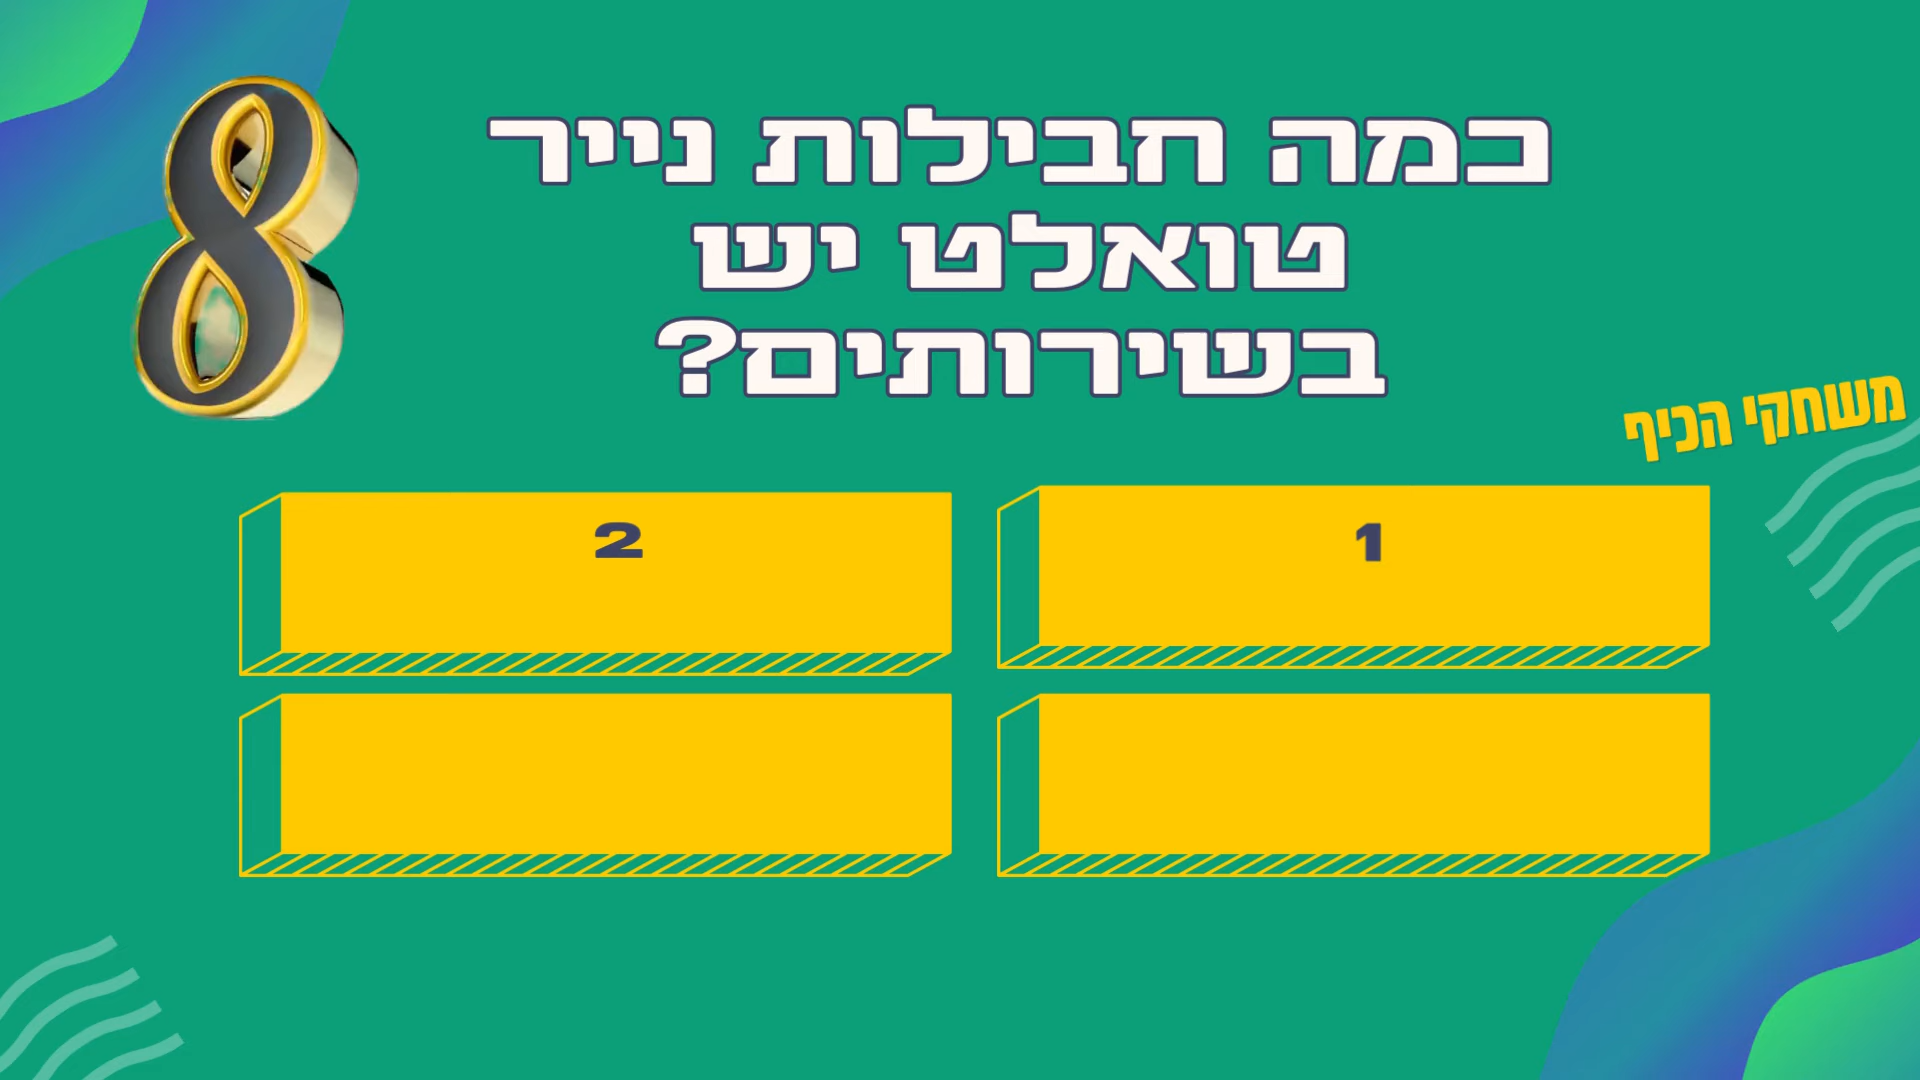 8
כמה חבילות נייר
טואלט יש
בשירותים?
משחקי הכיף
1
2